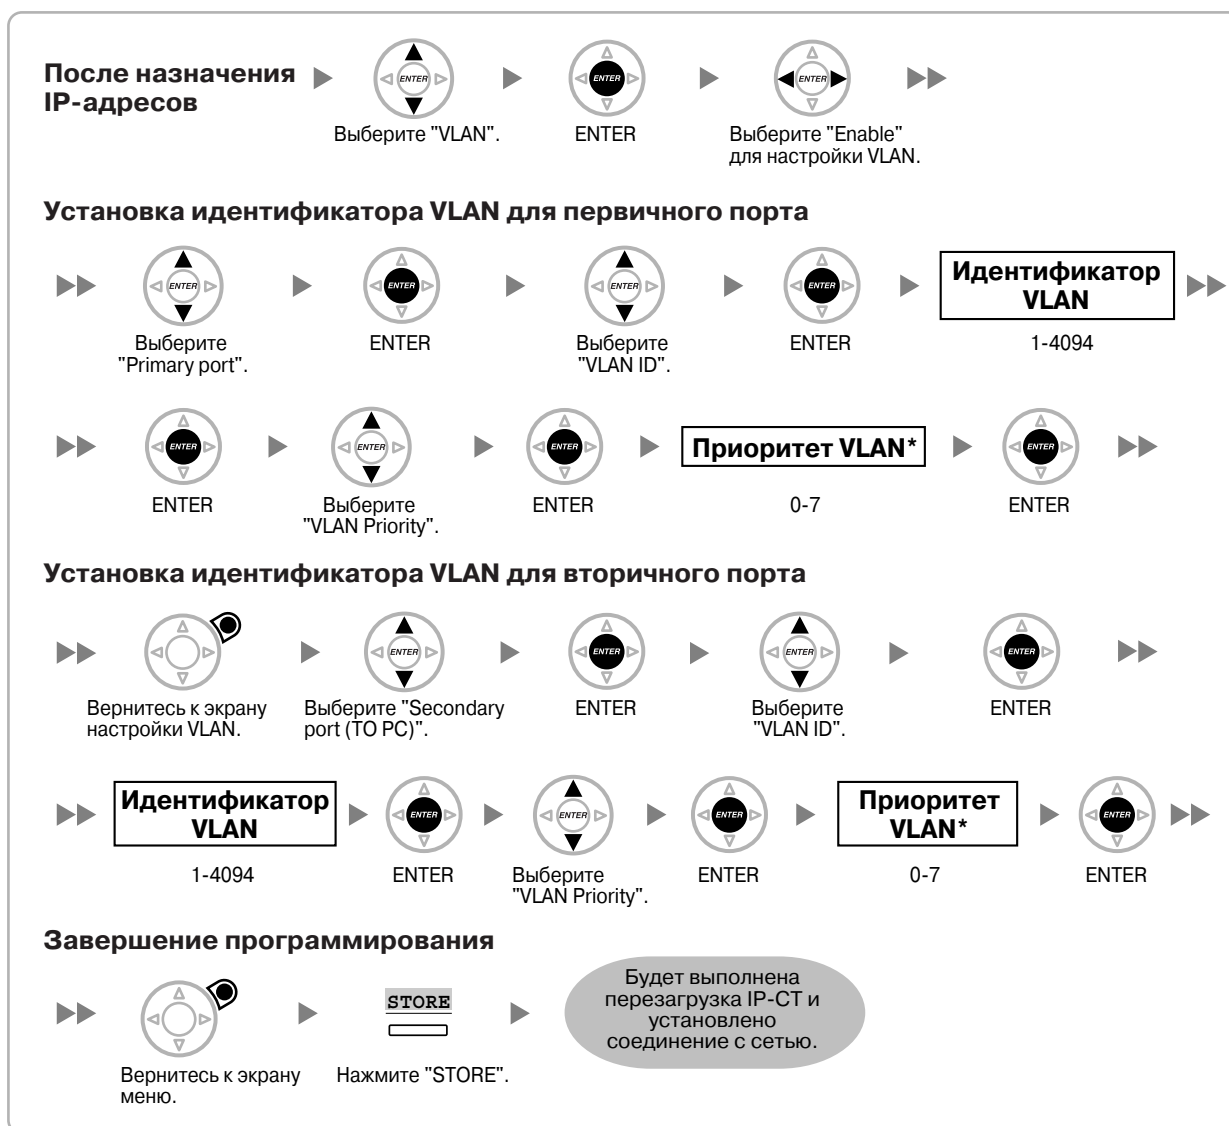 После назначения
IP-адресов
ENTER
ENTER
ENTER
Выберите "VLAN".
ENTER
Выберите "Enable"
для настройки VLAN.
Установка идентификатора VLAN для первичного порта
ENTER
ENTER
ENTER
ENTER
Идентификатор
VLAN
Выберите
"Primary port".
ENTER
Выберите
"VLAN ID".
ENTER
1-4094
ENTER
ENTER
ENTER
Приоритет VLAN*
ENTER
ENTER
Выберите
"VLAN Priority".
ENTER
0-7
ENTER
Установка идентификатора VLAN для вторичного порта
ENTER
ENTER
ENTER
ENTER
Вернитесь к экрану
настройки VLAN.
Выберите "Secondary
port (TO PC)".
ENTER
Выберите
"VLAN ID".
ENTER
Идентификатор
VLAN
ENTER
ENTER
ENTER
Приоритет
VLAN*
ENTER
1-4094
ENTER
Выберите
"VLAN Priority".
ENTER
0-7
ENTER
Завершение программирования
STORE
Будет выполнена
перезагрузка IP-СТ и
установлено
соединение с сетью.
Вернитесь к экрану
меню.
Нажмите "STORE".